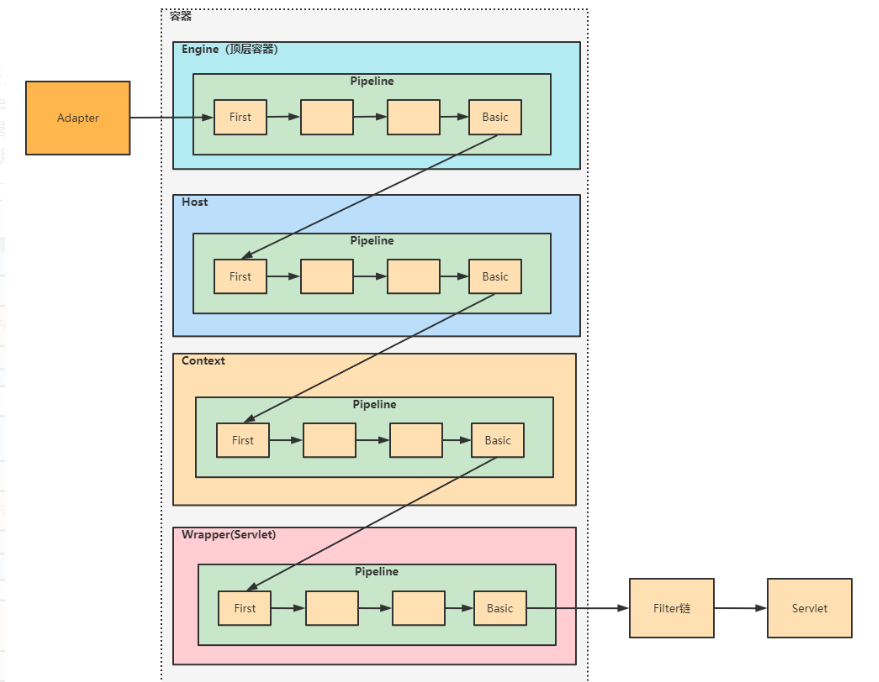 容器
Engine（顶层容器）
Pipeline
Adapter
First
Basic
Host
Pipeline
First
Basic
Context
Pipeline
First
Basic
Wrapper(Servlet)
Pipeline
First
Basic
Filter链
Servlet